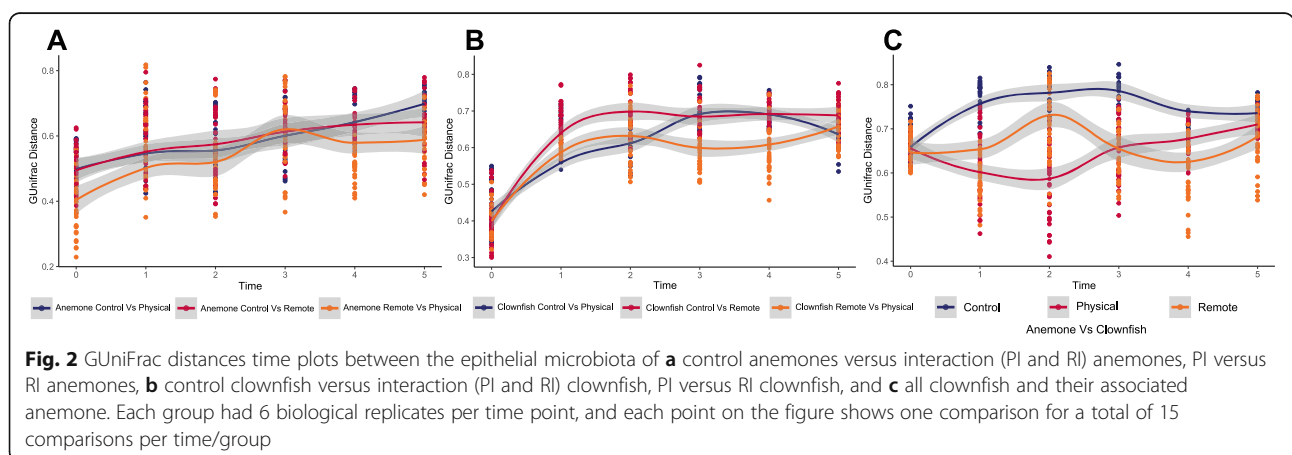 A
B
C
GUnifrac Distance
0.8
0.6
0.4
0.2
0 1 2 3 4 5
Time
Anemone Control Vs Physical Anemone Control Vs Remote Anemone Remote Vs Physical
GUnifrac Distance
0.8
0.7
0.6
0.5
0.4
0.3
0 1 2 3 4 5
Time
Clownfish Control Vs Physical Clownfish Control Vs Remote Clownfish Remote Vs Physical
GUnifrac Distance
0.8
0.7
0.6
0.5
0.4
0 1 2 3 4 5
Time
Control Physical Remote
Anemone Vs Clownfish
Fig. 2 GUniFrac distances time plots between the epithelial microbiota of a control anemones versus interaction (PI and RI) anemones, PI versus
RI anemones, b control clownfish versus interaction (PI and RI) clownfish, PI versus RI clownfish, and c all clownfish and their associated
anemone. Each group had 6 biological replicates per time point, and each point on the figure shows one comparison for a total of 15
comparisons per time/group